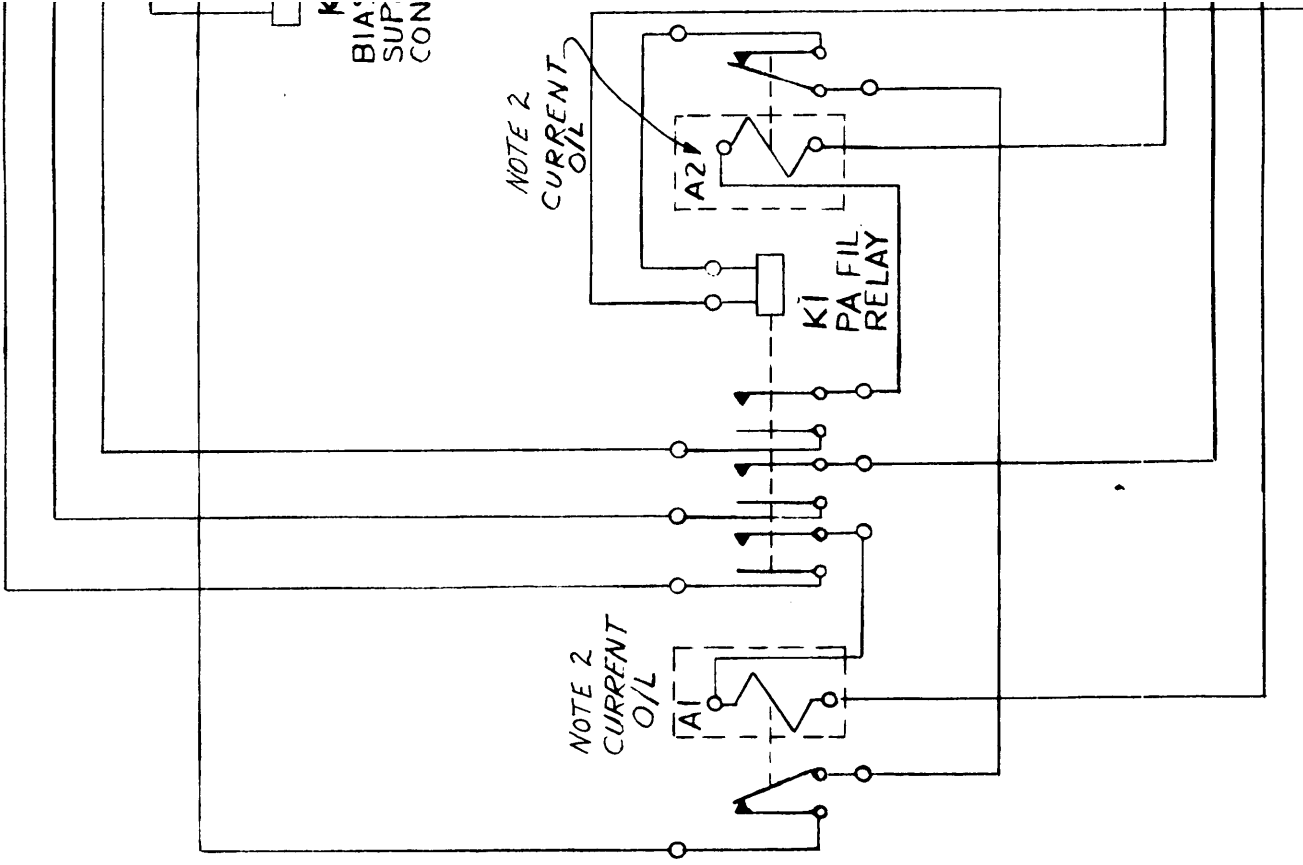 BIAS
SUP
CON
NOTE 2
CURRENT
O/L
A2
K1
PA FIL
RELAY
NOTE 2
CURRENT
O/L
A1